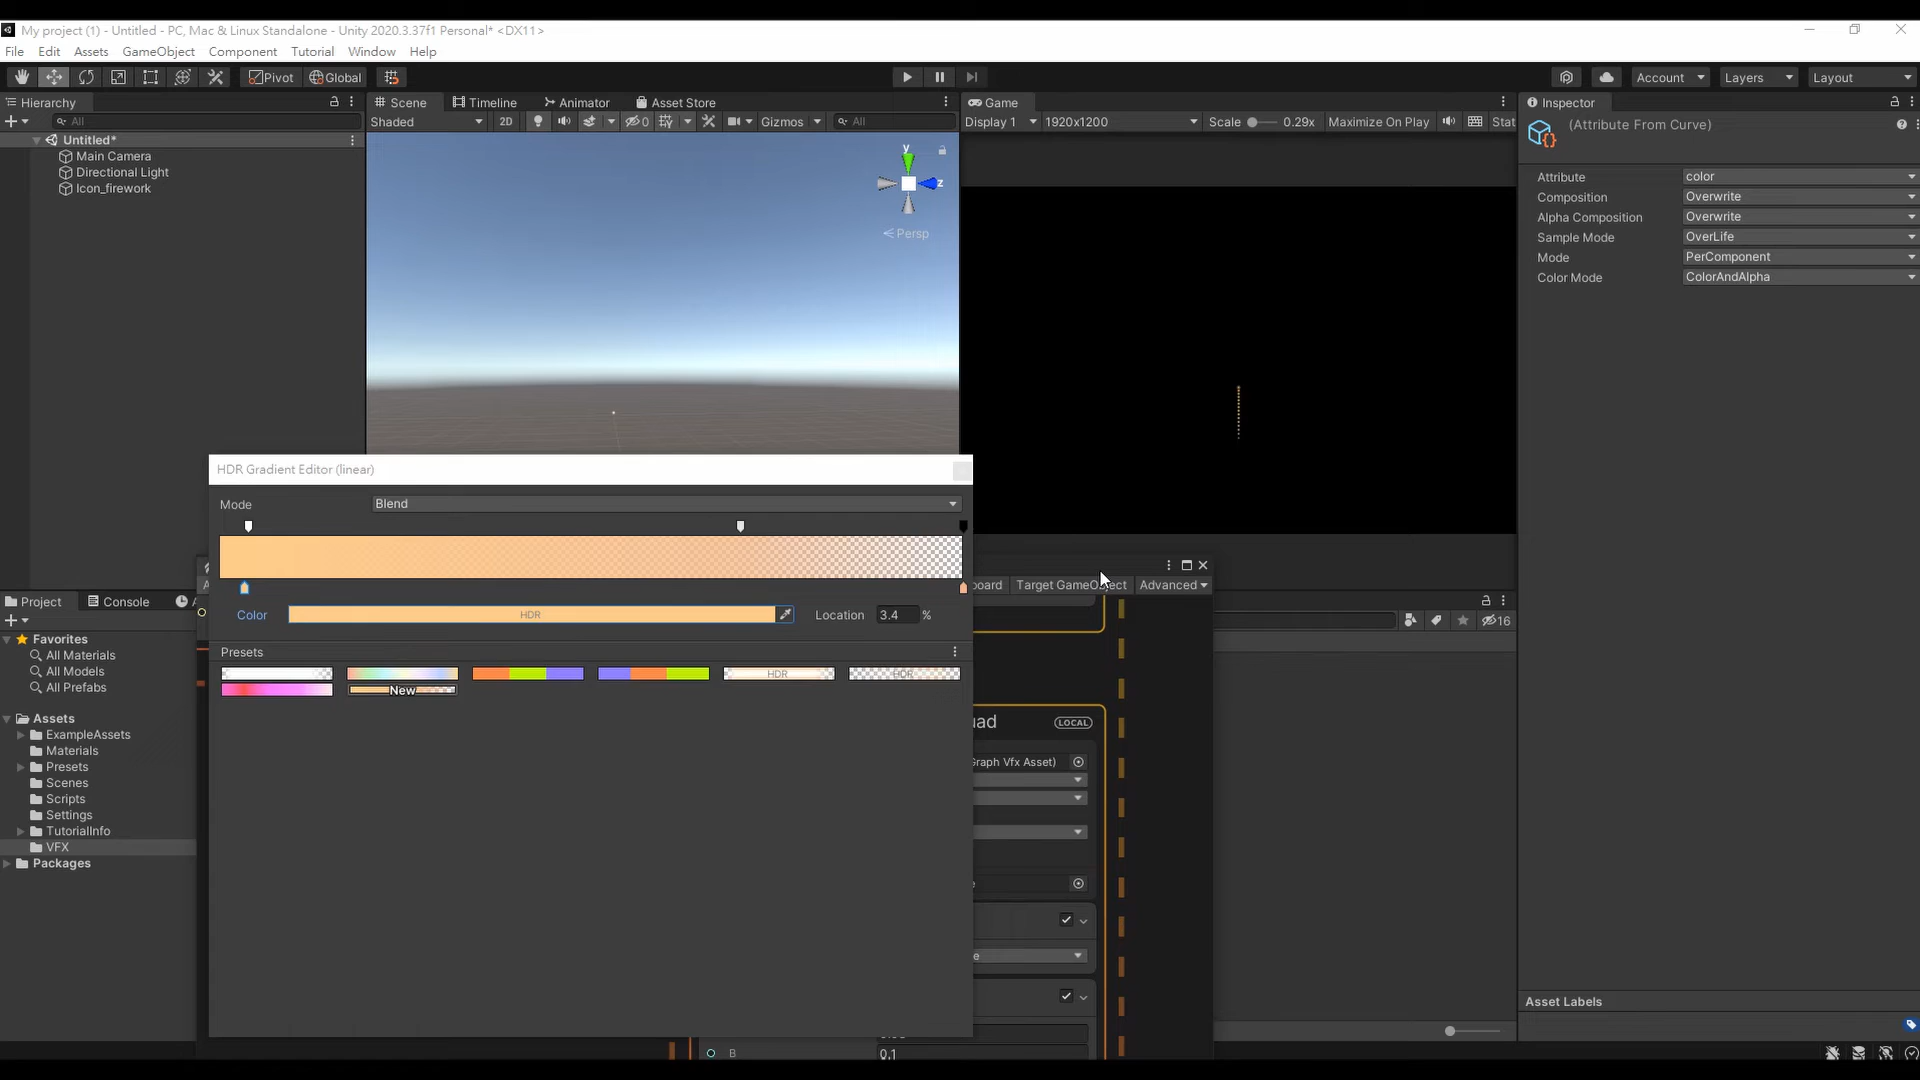 My project (1) - Untitled - PC, Mac & Linux Standalone - Unity 2020.3.37f1 Personal* <DX11>
File Edit Assets GameObject Component Tutorial Window Help
Pivot Global Account Layers Layout
Hierarchy
All
Untitled*
Main Camera
Directional Light
Icon_firework
Scene Timeline Animator Asset Store
Shaded 2D 0 Gizmos All
y
z
Persp
Game
Display 1 1920x1200 Scale 0.29x Maximize On Play Stat
Inspector
(Attribute From Curve)
Attribute color
Composition Overwrite
Alpha Composition Overwrite
Sample Mode OverLife
Mode PerComponent
Color Mode ColorAndAlpha
HDR Gradient Editor (linear)
Mode Blend
Color HDR Location 3.4 %
Presets
HDR HDR
New
board Target GameObject Advanced
uad LOCAL
Graph Vfx Asset)
e
e
B 0.1
Project Console
Favorites
All Materials
All Models
All Prefabs
Assets
ExampleAssets
Materials
Presets
Scenes
Scripts
Settings
TutorialInfo
VFX
Packages
16
Asset Labels